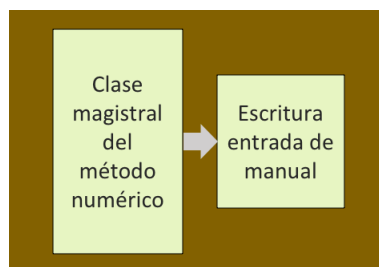 Clase
magistral
del
método
numérico
Escritura
entrada de
manual